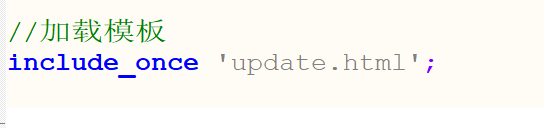 //加载模板
include_once 'update.html';